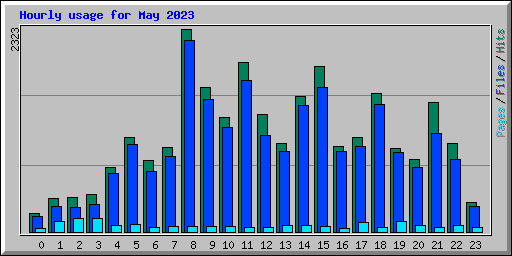 Hourly usage for May 2023
2323
Pages/Files/Hits
0 1 2 3 4 5 6 7 8 9 10 11 12 13 14 15 16 17 18 19 20 21 22 23